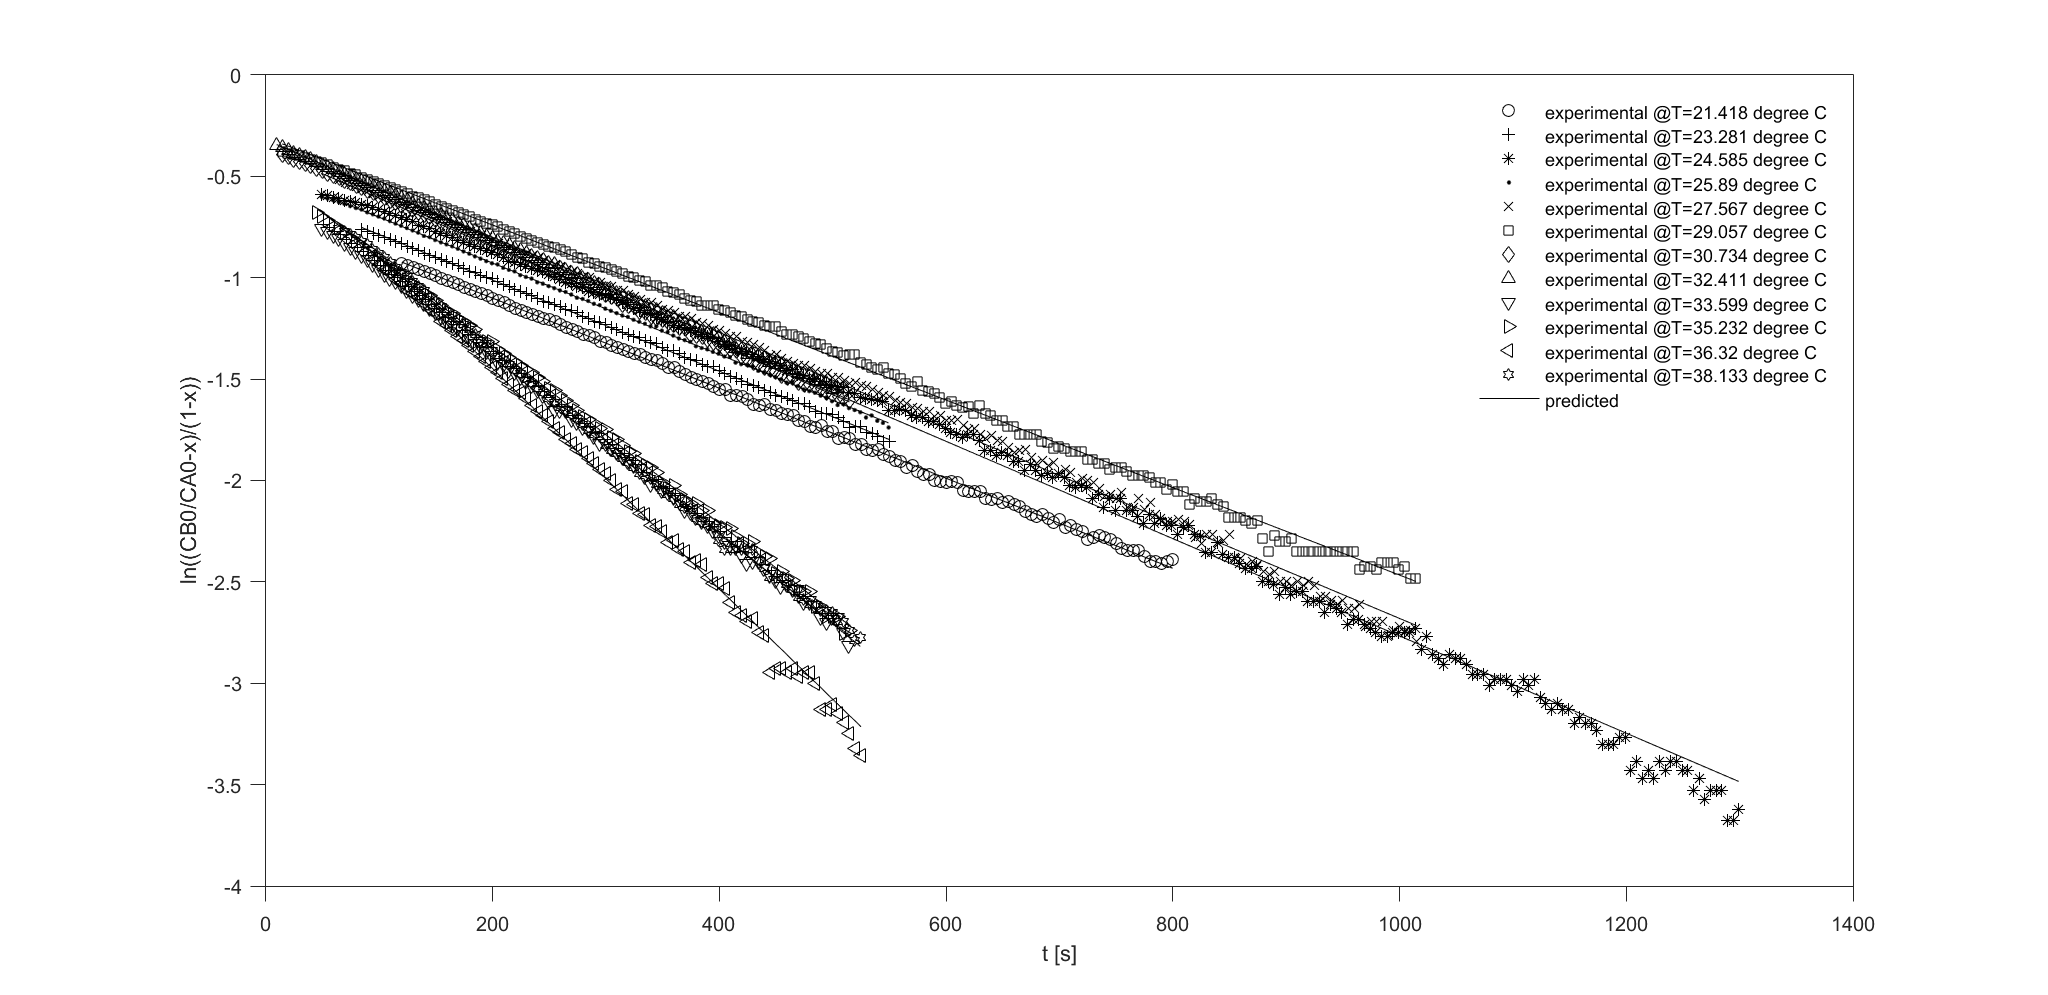 0
-0.5
-1
-1.5
-2
-2.5
-3
-3.5
-4
ln((CB0/CA0-x)/(1-x))
0 200 400 600 800 1000 1200 1400
t [s]
experimental @T=21.418 degree C
experimental @T=23.281 degree C
experimental @T=24.585 degree C
experimental @T=25.89 degree C
experimental @T=27.567 degree C
experimental @T=29.057 degree C
experimental @T=30.734 degree C
experimental @T=32.411 degree C
experimental @T=33.599 degree C
experimental @T=35.232 degree C
experimental @T=36.32 degree C
experimental @T=38.133 degree C
predicted